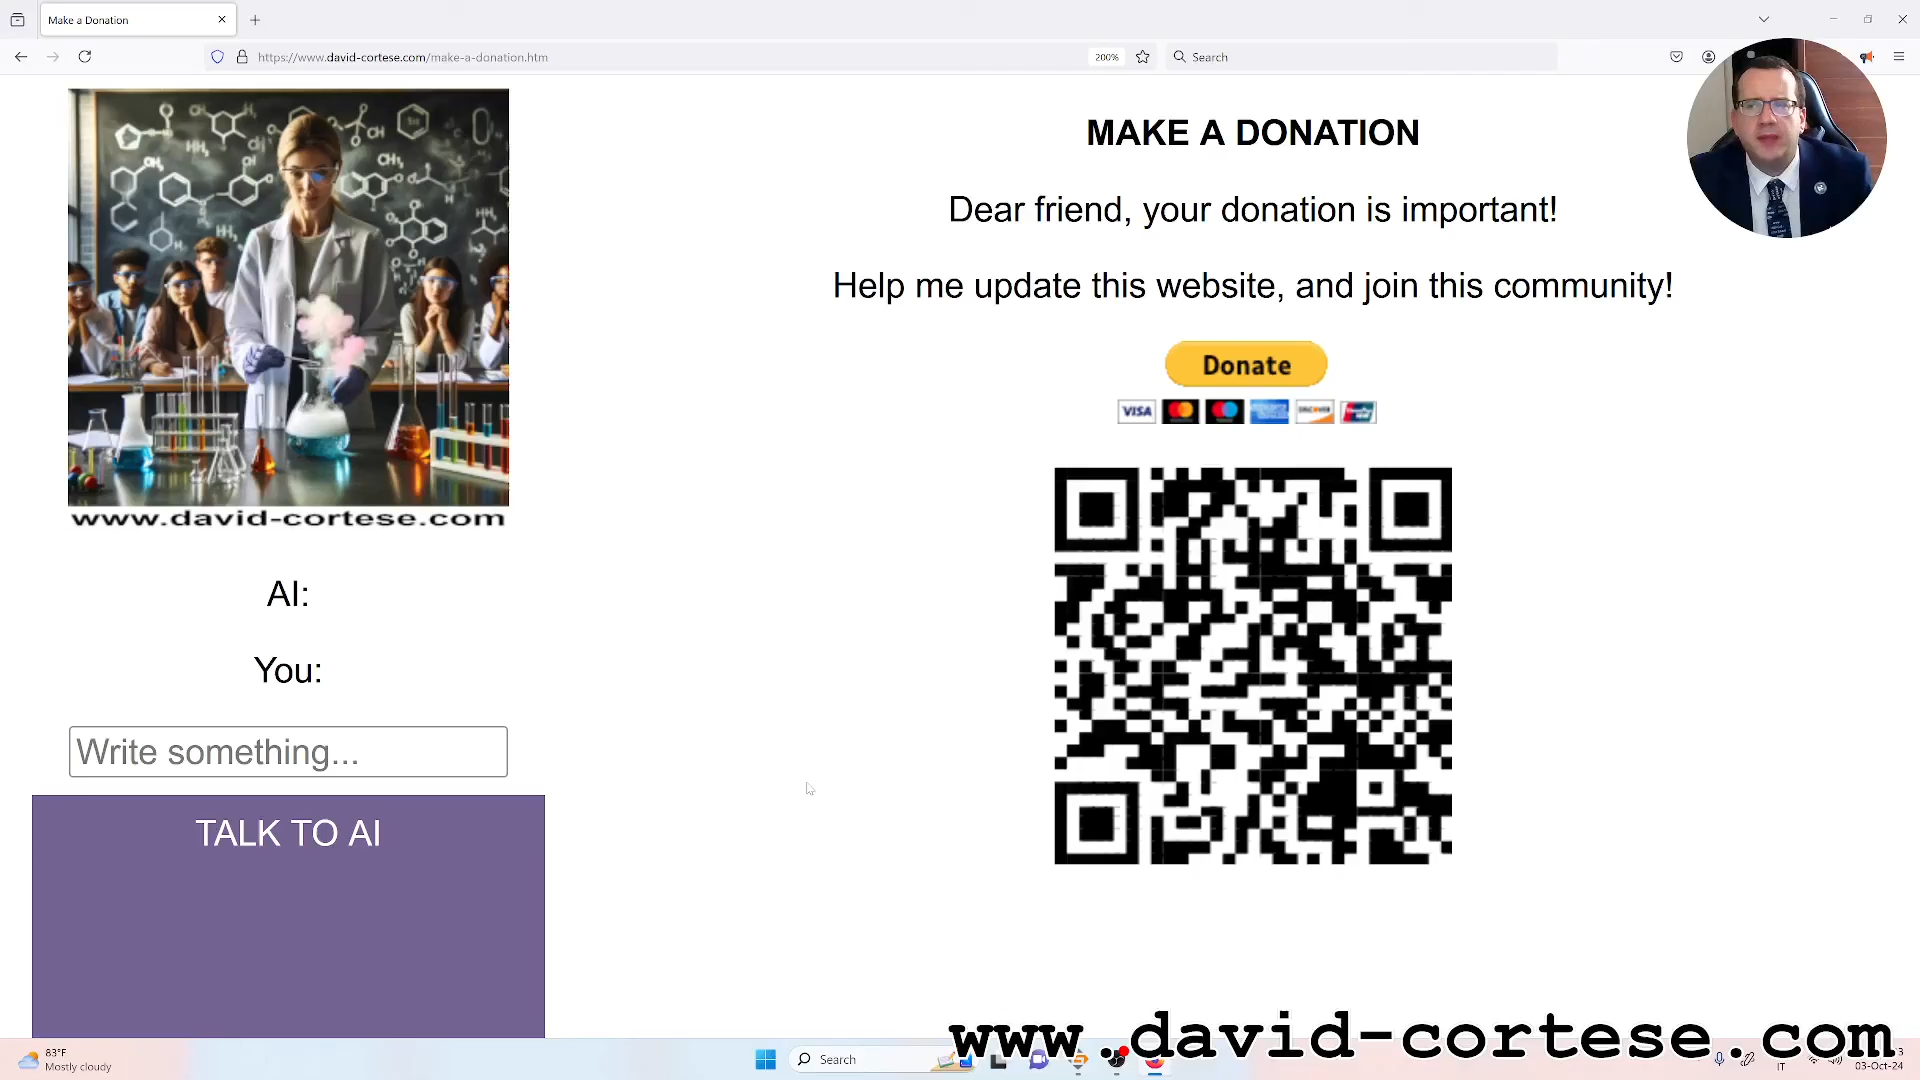 Make a Donation
https://www.david-cortese.com/make-a-donation.htm
200%
Search
MAKE A DONATION
Dear friend, your donation is important!
Help me update this website, and join this community!
Donate
VISA
DISCOVER
www.david-cortese.com
AI:
You:
Write something...
TALK TO AI
www.david-cortese.com
83°F
Mostly cloudy
Search
IT
03-Oct-24